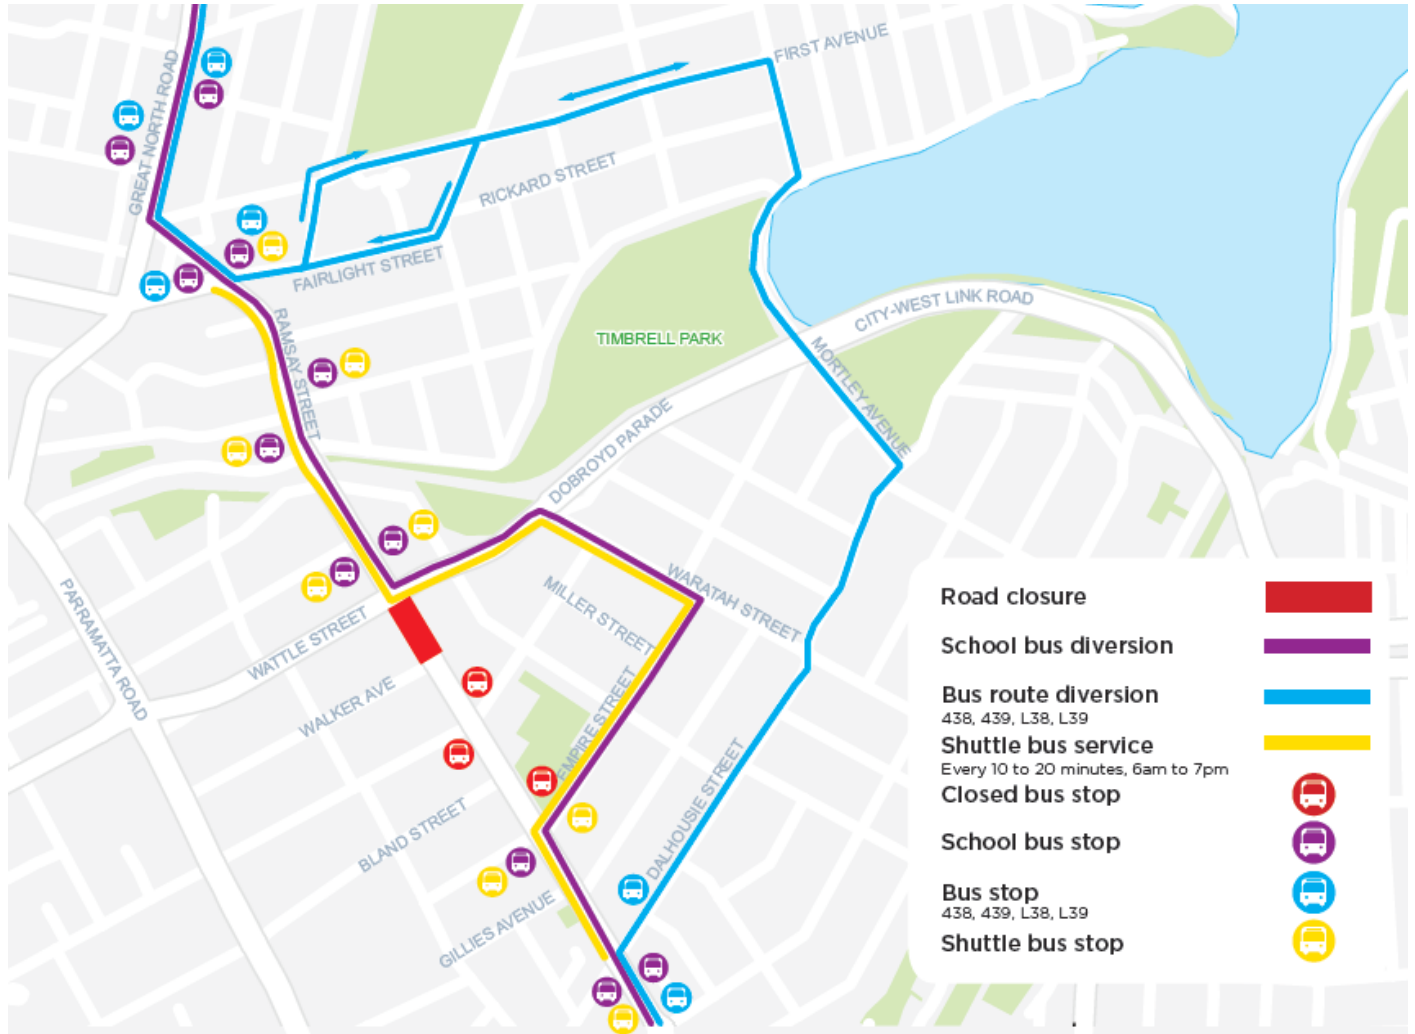 FIRST AVENUE
GREAT NORTH ROAD
RICKARD STREET
FAIRLIGHT STREET
RAMSAY STREET
TIMBRELL PARK
CITY-WEST LINK ROAD
MORTLEY AVENUE
DOBROYD PARADE
WARATAH STREET
MILLER STREET
PARRAMATTA ROAD
WATTLE STREET
WALKER AVE
EMPIRE STREET
BLAND STREET
DALHOUSIE STREET
GILLIES AVENUE
Road closure
School bus diversion
Bus route diversion
438, 439, L38, L39
Shuttle bus service
Every 10 to 20 minutes, 6am to 7pm
Closed bus stop
School bus stop
Bus stop
438, 439, L38, L39
Shuttle bus stop